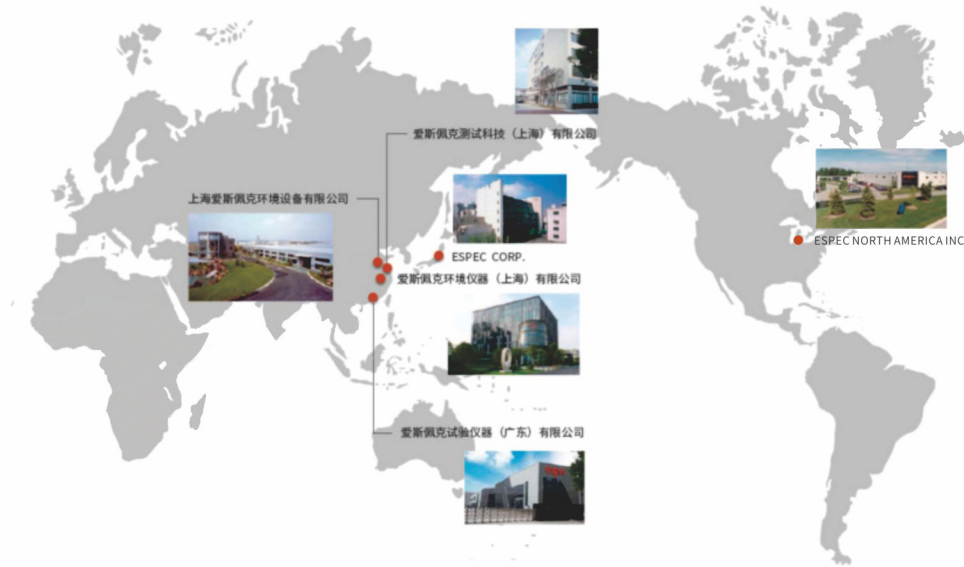 爱斯佩克测试科技（上海）有限公司
上海爱斯佩克环境设备有限公司
ESPEC NORTH AMERICA INC
ESPEC CORP.
爱斯佩克环境仪器（上海）有限公司
爱斯佩克试验仪器（广东）有限公司